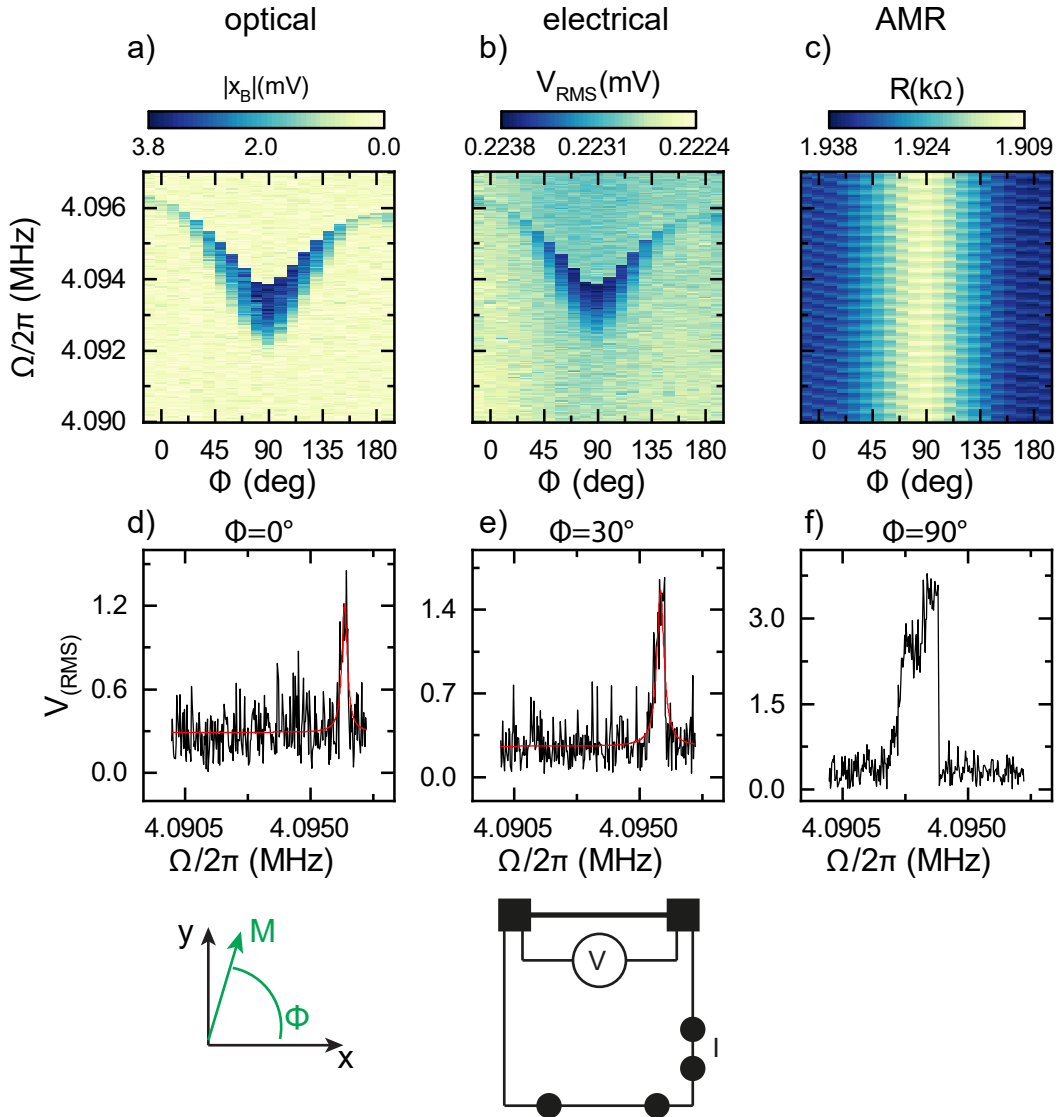 optical electrical AMR
a) b) c)
|x_B|(mV) V_RMS(mV) R(kΩ)
3.8 2.0 0.0 0.2238 0.2231 0.2224 1.938 1.924 1.909
Ω/2π (MHz)
4.096
4.094
4.092
4.090
0 45 90 135 180 0 45 90 135 180 0 45 90 135 180
Φ (deg) Φ (deg) Φ (deg)
d) Φ=0° e) Φ=30° f) Φ=90°
V_(RMS)
1.2
0.6
0.0
1.4
0.7
0.0
3.0
1.5
0.0
4.0905 4.0950 4.0905 4.0950 4.0905 4.0950
Ω/2π (MHz) Ω/2π (MHz) Ω/2π (MHz)
y M
Φ
x
V
I